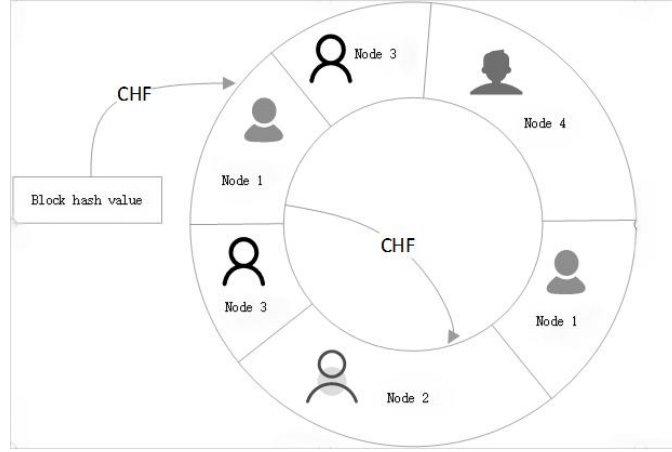 Node 3
CHF
Node 4
Node 1
Block hash value
CHF
Node 3
Node 1
Node 2